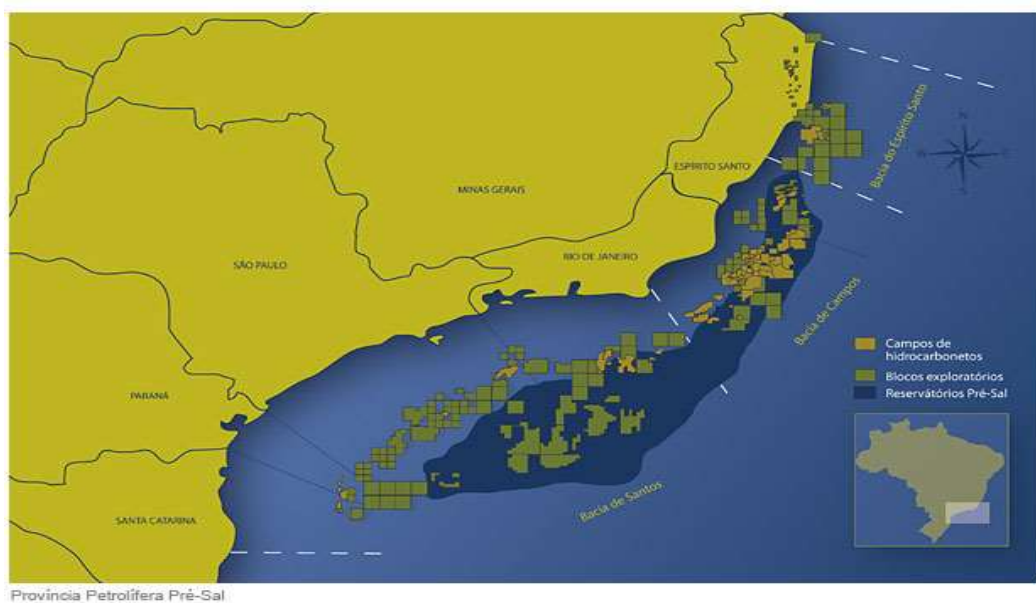 ESPÍRITO SANTO
Bacia do Espírito Santo
MINAS GERAIS
RIO DE JANEIRO
SÃO PAULO
Bacia de Campos
Campos de
hidrocarbonetos
Blocos exploratórios
Reservátórios Pré-Sal
PARANÁ
Bacia de Santos
SANTA CATARINA
Província Petrolífera Pré-Sal